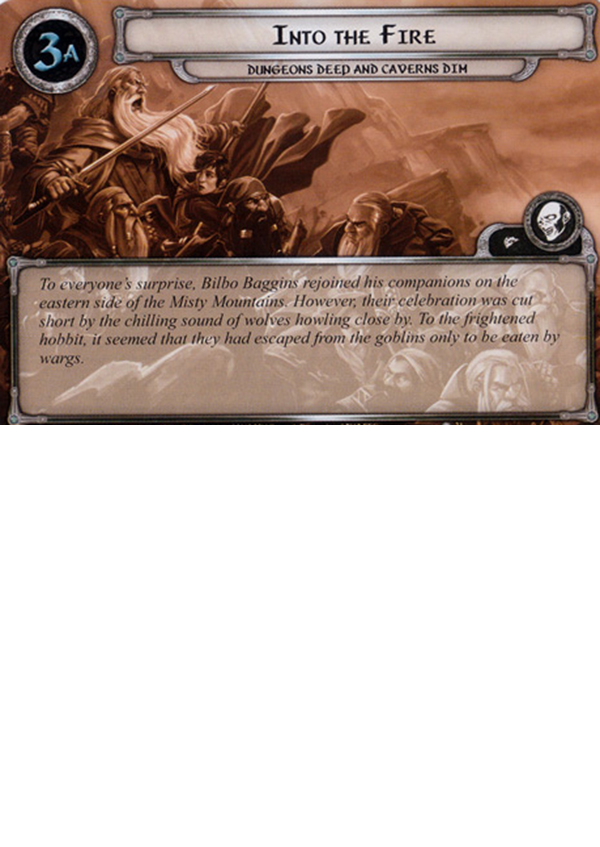 3A
INTO THE FIRE
DUNGEONS DEEP AND CAVERNS DIM
To everyone's surprise, Bilbo Baggins rejoined his companions on the
eastern side of the Misty Mountains. However, their celebration was cut
short by the chilling sound of wolves howling close by. To the frightened
hobbit, it seemed that they had escaped from the goblins only to be eaten by
wargs.